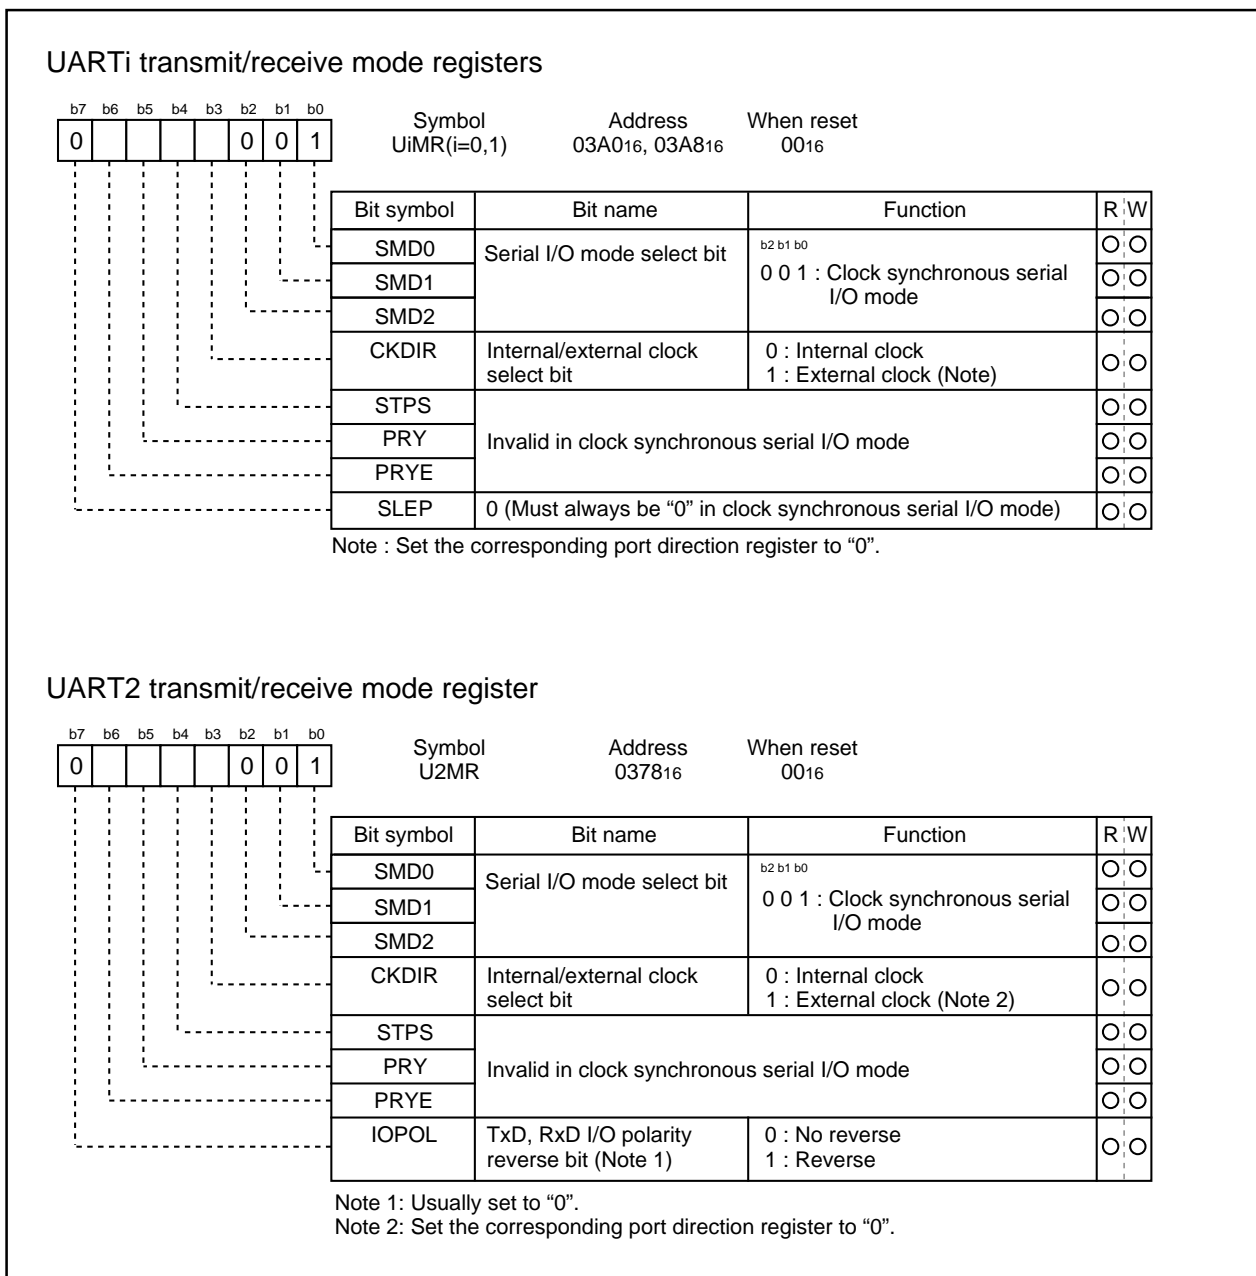 UARTi transmit/receive mode registers
b7 b6 b5 b4 b3 b2 b1 b0
0 0 0 1
Symbol Address When reset
UiMR(i=0,1) 03A016, 03A816 0016
Bit symbol Bit name Function R W
SMD0 Serial I/O mode select bit b2 b1 b0
SMD1 0 0 1 : Clock synchronous serial
I/O mode
SMD2
CKDIR Internal/external clock 0 : Internal clock
select bit 1 : External clock (Note)
STPS
PRY Invalid in clock synchronous serial I/O mode
PRYE
SLEP 0 (Must always be “0” in clock synchronous serial I/O mode)
Note : Set the corresponding port direction register to “0”.
UART2 transmit/receive mode register
b7 b6 b5 b4 b3 b2 b1 b0
0 0 0 1
Symbol Address When reset
U2MR 037816 0016
Bit symbol Bit name Function R W
SMD0 Serial I/O mode select bit b2 b1 b0
SMD1 0 0 1 : Clock synchronous serial
I/O mode
SMD2
CKDIR Internal/external clock 0 : Internal clock
select bit 1 : External clock (Note 2)
STPS
PRY Invalid in clock synchronous serial I/O mode
PRYE
IOPOL TxD, RxD I/O polarity 0 : No reverse
reverse bit (Note 1) 1 : Reverse
Note 1: Usually set to “0”.
Note 2: Set the corresponding port direction register to “0”.